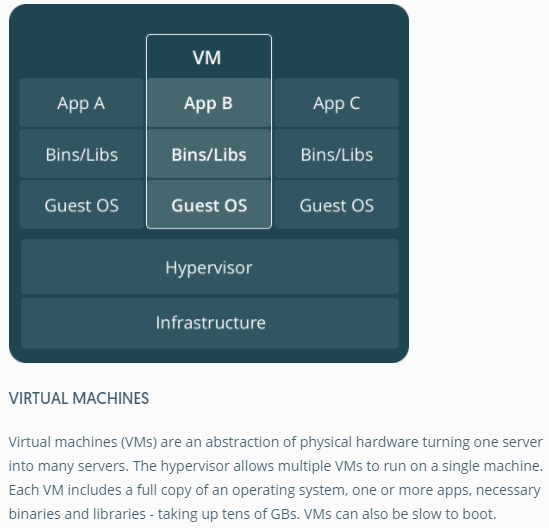 VM
App A App B App C
Bins/Libs Bins/Libs Bins/Libs
Guest OS Guest OS Guest OS
Hypervisor
Infrastructure
VIRTUAL MACHINES
Virtual machines (VMs) are an abstraction of physical hardware turning one server
into many servers. The hypervisor allows multiple VMs to run on a single machine.
Each VM includes a full copy of an operating system, one or more apps, necessary
binaries and libraries - taking up tens of GBs. VMs can also be slow to boot.